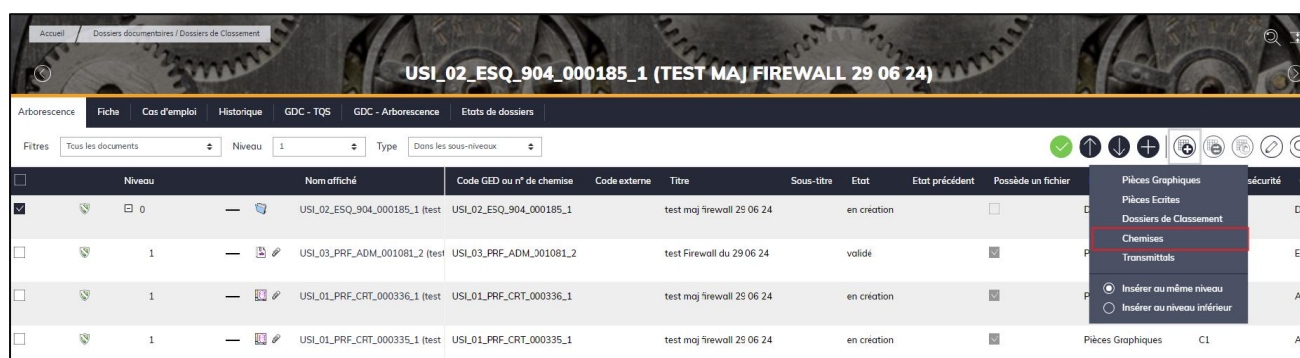 Accueil / Dossiers documentaires / Dossiers de Classement
USI_02_ESQ_904_000185_1 (TEST MAJ FIREWALL 29 06 24)
Arborescence Fiche Cas d'emploi Historique GDC - TQS GDC - Arborescence Etats de dossiers
Filtres Tous les documents Niveau 1 Type Dans les sous-niveaux
Niveau Nom affiché Code GED ou n° de chemise Code externe Titre Sous-titre Etat Etat précédent Possède un fichier sécurité
Pièces Graphiques
Pièces Ecrites
Dossiers de Classement
Chemises
Transmittals
Insérer au même niveau
Insérer au niveau inférieur
0 USI_02_ESQ_904_000185_1 (test USI_02_ESQ_904_000185_1 test maj firewall 29 06 24 en création D
1 USI_03_PRF_ADM_001081_2 (test USI_03_PRF_ADM_001081_2 test Firewall du 29 06 24 validé P E
1 USI_01_PRF_CRT_000336_1 (test USI_01_PRF_CRT_000336_1 test maj firewall 29 06 24 en création P A
1 USI_01_PRF_CRT_000335_1 (test USI_01_PRF_CRT_000335_1 test maj firewall 29 06 24 en création Pièces Graphiques C1 A